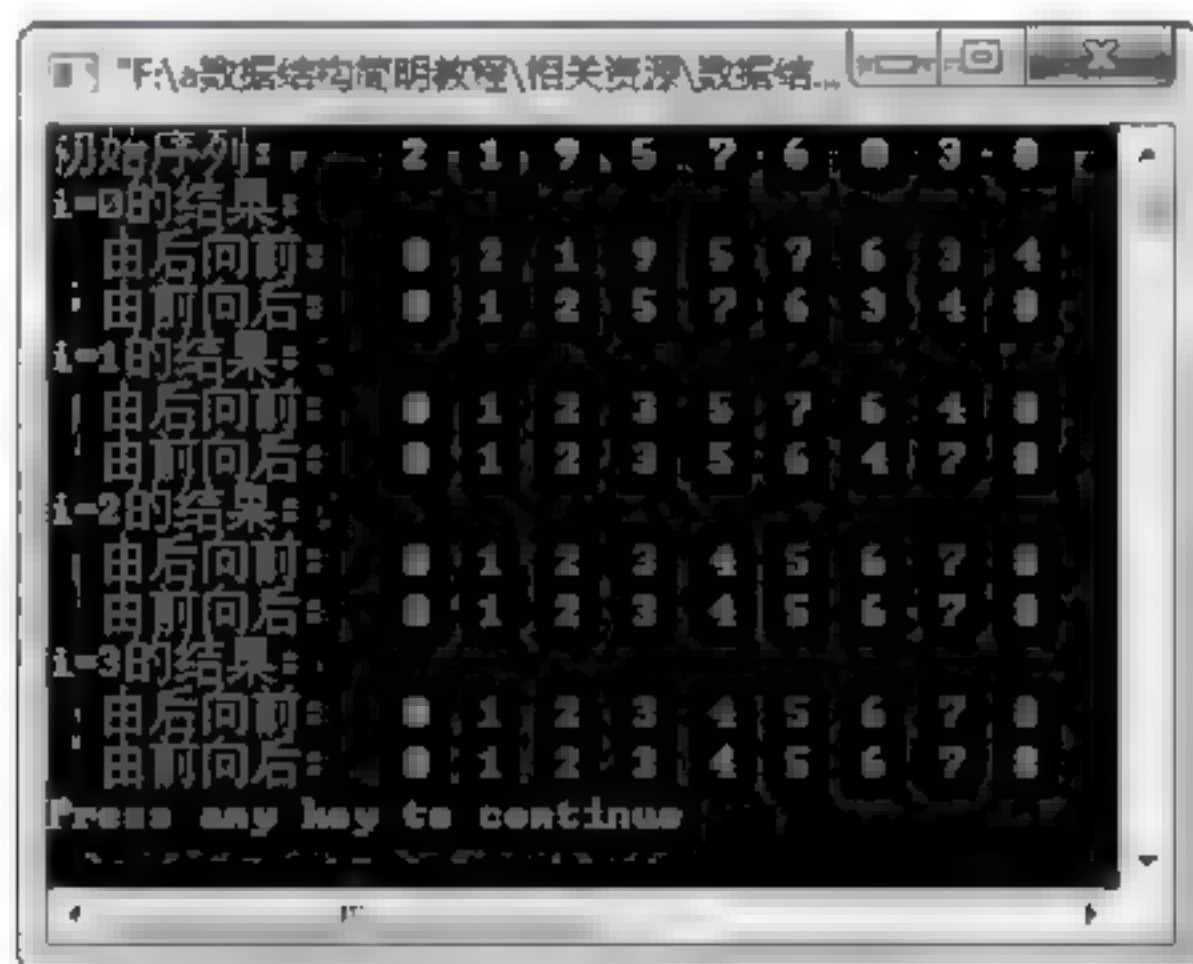 "F:\a数据结构简明教程\相关资源\数据结...
初始序列: 2 1 9 5 7 6 3
i=0的结果:
由后向前: 0 2 1 9 5 7 6 3 4
由前向后: 0 1 2 5 7 6 3 4 8
i=1的结果:
由后向前: 0 1 2 3 5 7 6 4 8
由前向后: 0 1 2 3 5 6 4 7 8
i=2的结果:
由后向前: 0 1 2 3 4 5 6 7 8
由前向后: 0 1 2 3 4 5 6 7 8
i=3的结果:
由后向前: 0 1 2 3 4 5 6 7 8
由前向后: 0 1 2 3 4 5 6 7 8
Press any key to continue